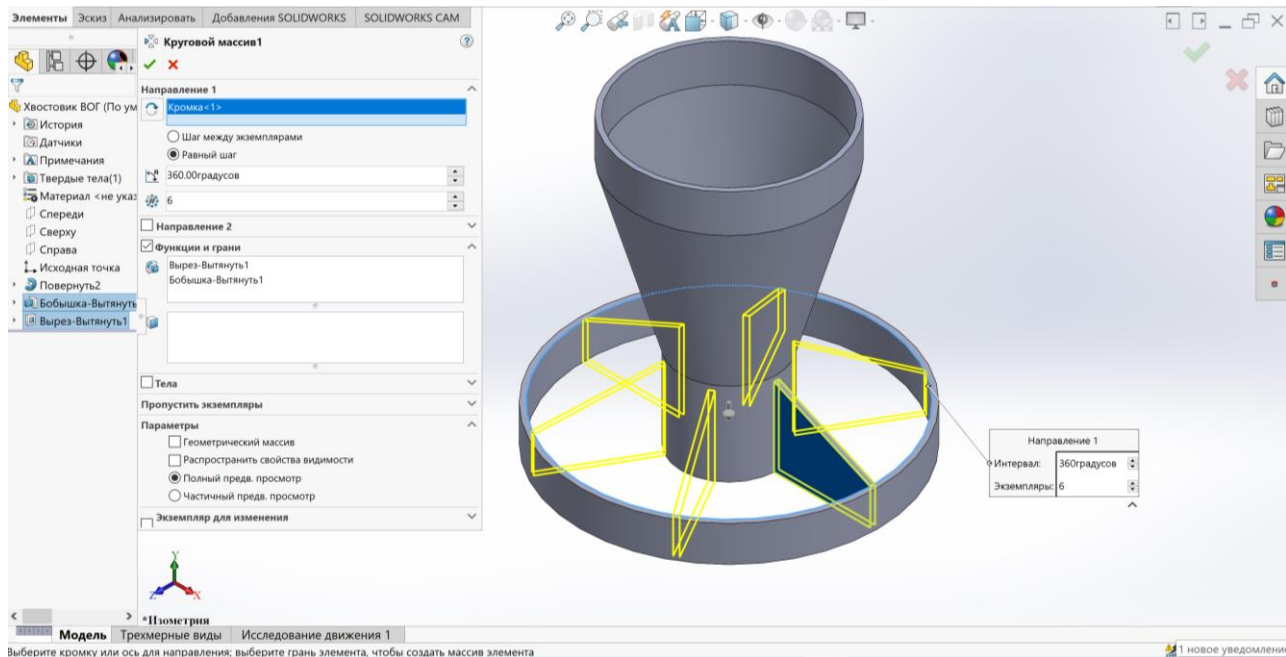 Элементы Эскиз Анализировать Добавления SOLIDWORKS SOLIDWORKS CAM
Круговой массив1
Направление 1
Кромка<1>
Шаг между экземплярами
Равный шаг
360.00градусов
6
Направление 2
Функции и грани
Вырез-Вытянуть1
Бобышка-Вытянуть1
Тела
Пропустить экземпляры
Параметры
Геометрический массив
Распространить свойства видимости
Полный предв. просмотр
Частичный предв. просмотр
Экземпляр для изменения
Хвостовик ВОГ (По ум
История
Датчики
Примечания
Твердые тела(1)
Материал <не указ
Спереди
Сверху
Справа
Исходная точка
Повернуть2
Бобышка-Вытянуть
Вырез-Вытянуть1
Направление 1
Интервал: 360градусов
Экземпляры: 6
Y
Z X
*Изометрия
Модель Трехмерные виды Исследование движения 1
Выберите кромку или ось для направления; выберите грань элемента, чтобы создать массив элемента
1 новое уведомлени